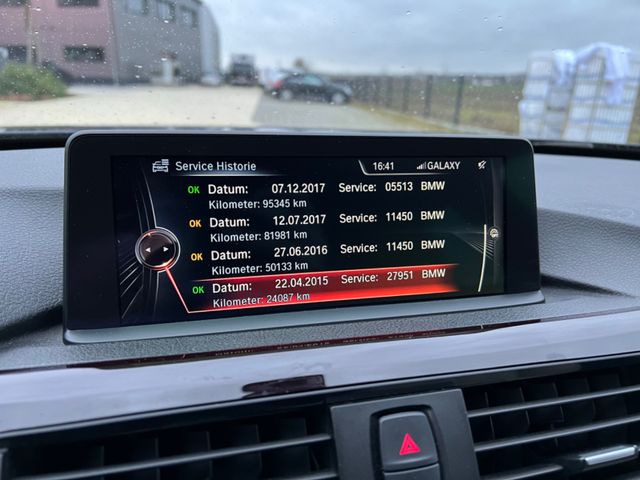 Service Historie 16:41 GALAXY
OK Datum: 07.12.2017 Service: 05513 BMW
Kilometer: 95345 km
OK Datum: 12.07.2017 Service: 11450 BMW
Kilometer: 81981 km
OK Datum: 27.06.2016 Service: 11450 BMW
Kilometer: 50133 km
OK Datum: 22.04.2015 Service: 27951 BMW
Kilometer: 24087 km